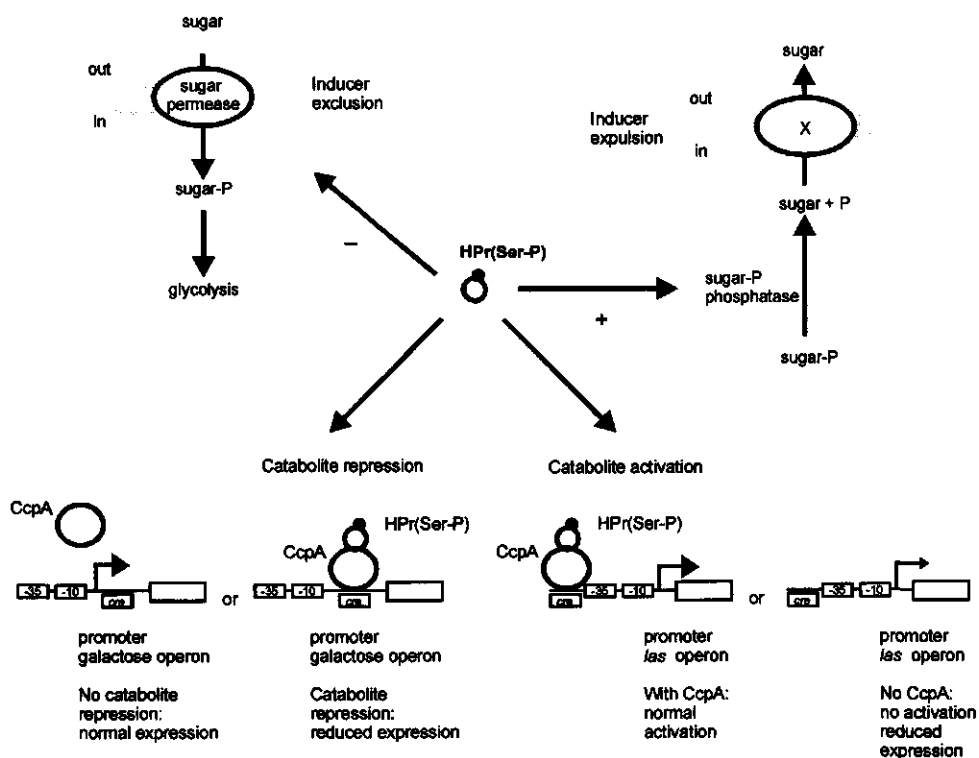 sugar
out
sugar
permease
in
sugar-P
glycolysis
Inducer
exclusion
Inducer
expulsion
sugar
out
X
in
sugar + P
sugar-P
phosphatase
sugar-P
HPr(Ser-P)
–
+
Catabolite repression
Catabolite activation
CcpA
-35
-10
cre
or
HPr(Ser-P)
CcpA
-35
-10
cre
HPr(Ser-P)
CcpA
cre
-35
-10
or
cre
-35
-10
promoter
galactose operon
No catabolite
repression:
normal expression
promoter
galactose operon
Catabolite
repression:
reduced expression
promoter
las operon
With CcpA:
normal
activation
promoter
las operon
No CcpA:
no activation
reduced
expression